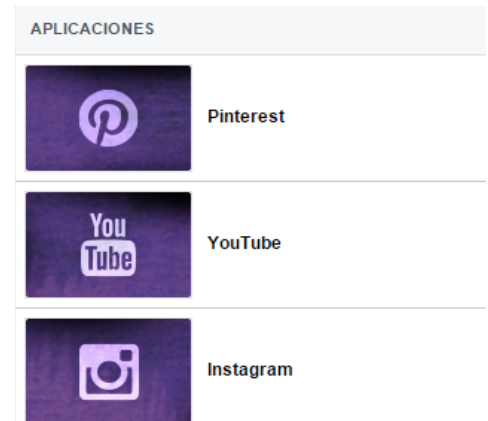 APLICACIONES
Pinterest
You
Tube
YouTube
Instagram